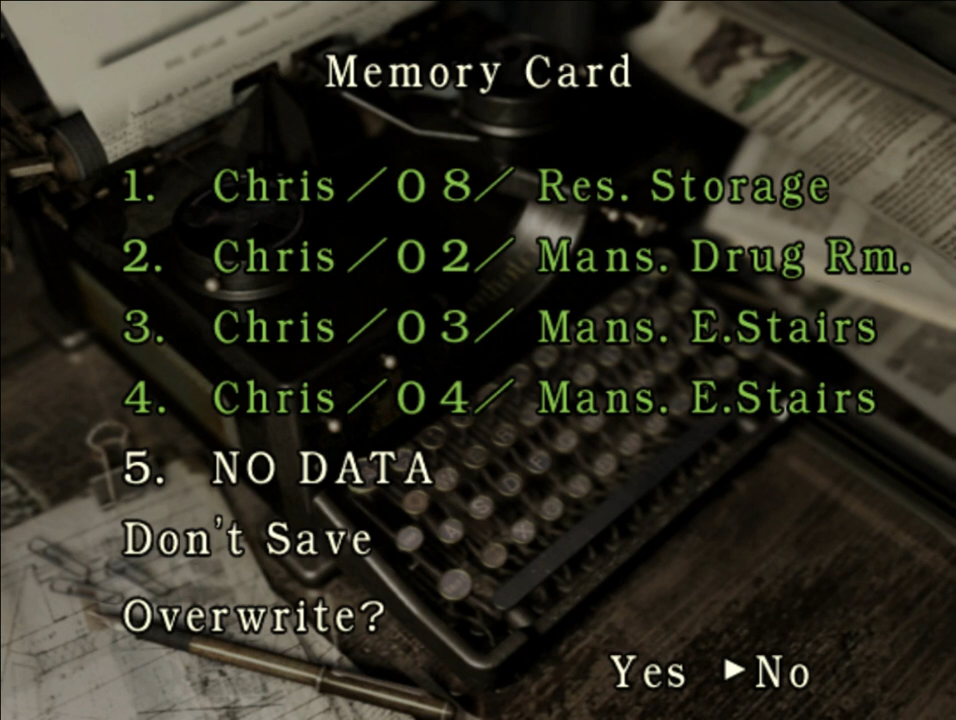 Memory Card
1. Chris/08/ Res. Storage
2. Chris/02/ Mans. Drug Rm.
3. Chris/03/ Mans. E.Stairs
4. Chris/04/ Mans. E.Stairs
5. NO DATA
Don't Save
Overwrite?
Yes ►No